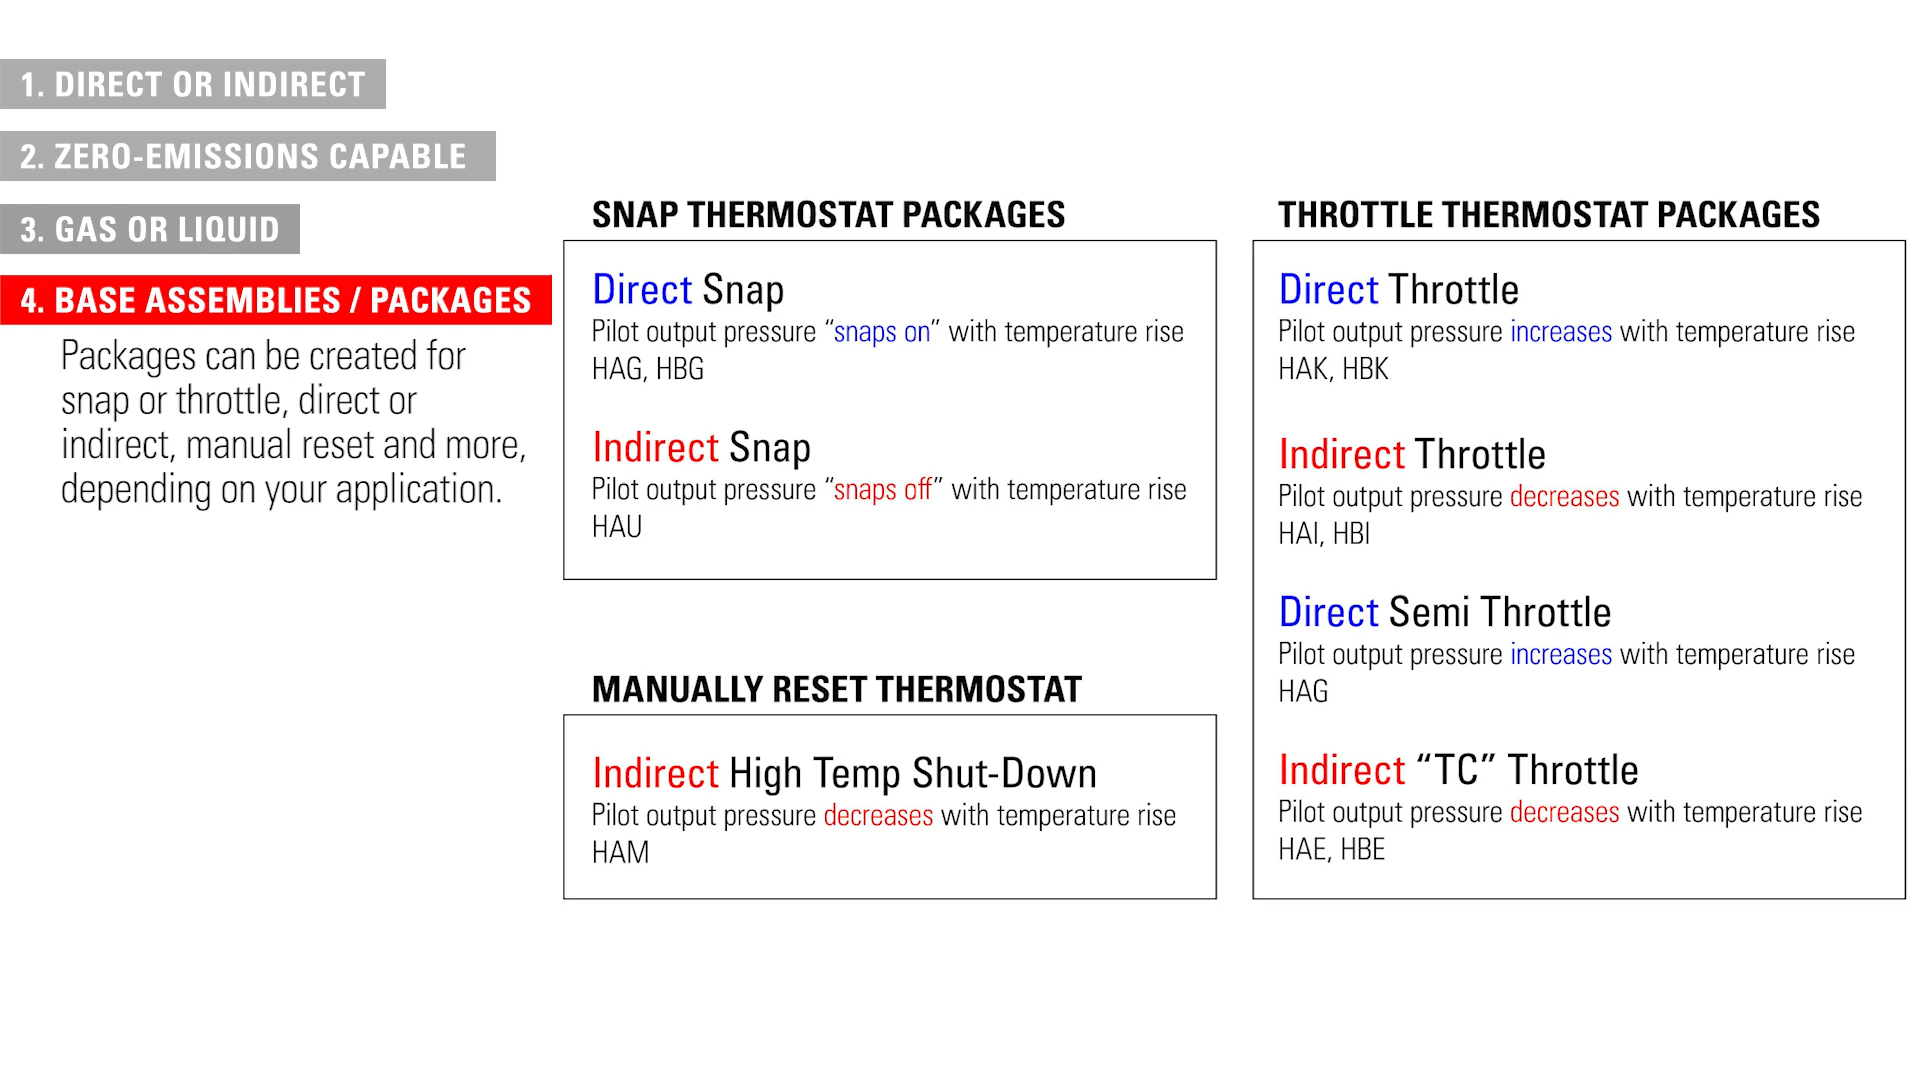 1. DIRECT OR INDIRECT
2. ZERO-EMISSIONS CAPABLE
3. GAS OR LIQUID
4. BASE ASSEMBLIES / PACKAGES
Packages can be created for
snap or throttle, direct or
indirect, manual reset and more,
depending on your application.
SNAP THERMOSTAT PACKAGES
Direct Snap
Pilot output pressure “snaps on” with temperature rise
HAG, HBG
Indirect Snap
Pilot output pressure “snaps off” with temperature rise
HAU
MANUALLY RESET THERMOSTAT
Indirect High Temp Shut-Down
Pilot output pressure decreases with temperature rise
HAM
THROTTLE THERMOSTAT PACKAGES
Direct Throttle
Pilot output pressure increases with temperature rise
HAK, HBK
Indirect Throttle
Pilot output pressure decreases with temperature rise
HAI, HBI
Direct Semi Throttle
Pilot output pressure increases with temperature rise
HAG
Indirect “TC” Throttle
Pilot output pressure decreases with temperature rise
HAE, HBE